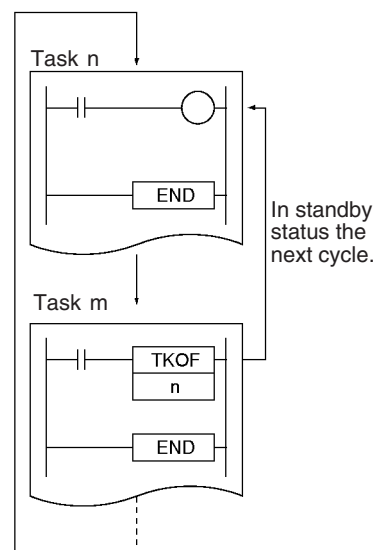 Task n
END
In standby
status the
next cycle.
Task m
TKOF
n
END